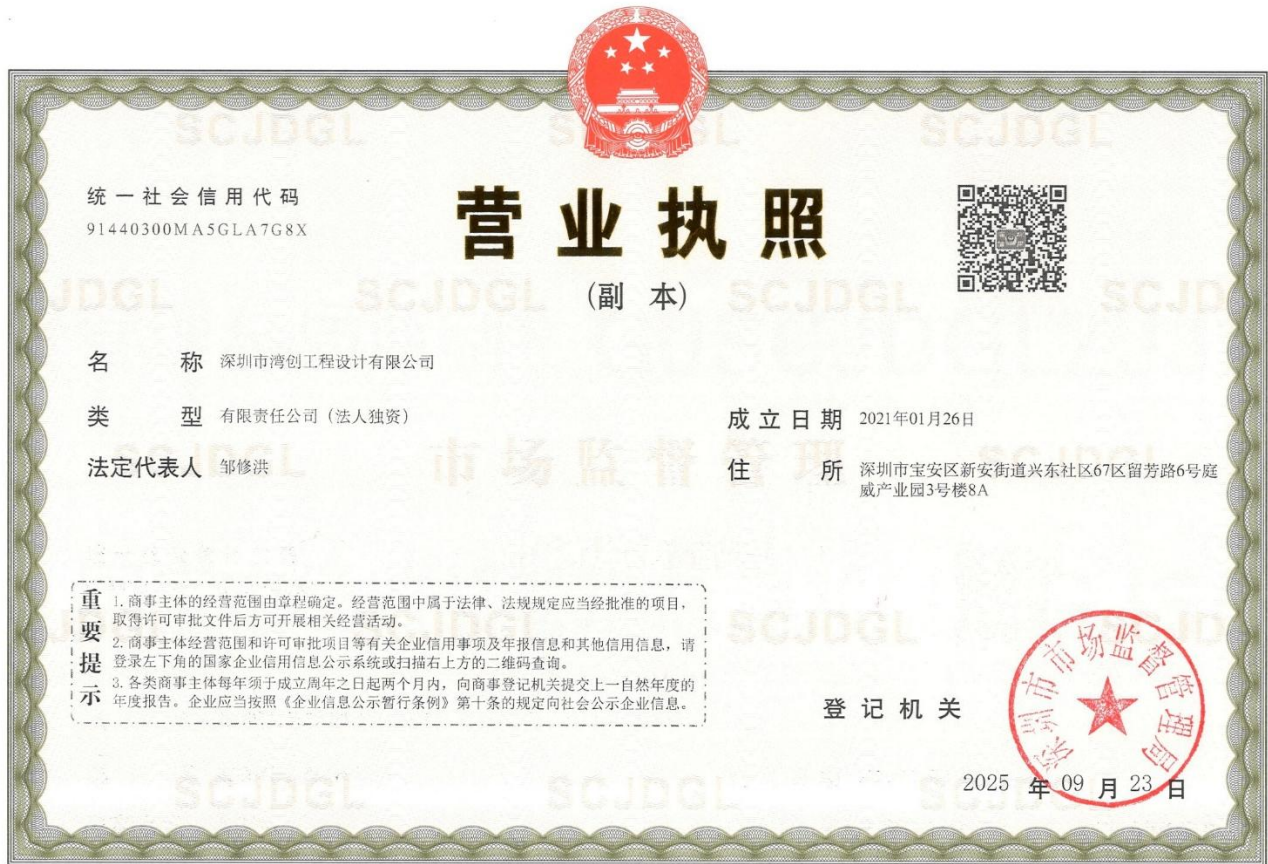 统一社会信用代码
91440300MA5GLA7G8X
营业执照
(副 本)
名 称 深圳市湾创工程设计有限公司
类 型 有限责任公司（法人独资）
法定代表人 邹修洪
成立日期 2021年01月26日
住 所 深圳市宝安区新安街道兴东社区67区留芳路6号庭
威产业园3号楼8A
重要提示
1. 商事主体的经营范围由章程确定。经营范围中属于法律、法规规定应当经批准的项目，
取得许可审批文件后方可开展相关经营活动。
2. 商事主体经营范围和许可审批项目等有关企业信用事项及年报信息和其他信用信息，请
登录左下角的国家企业信用信息公示系统或扫描右上方的二维码查询。
3. 各类商事主体每年须于成立周年之日起两个月内，向商事登记机关提交上一自然年度的
年度报告。企业应当按照《企业信息公示暂行条例》第十条的规定向社会公示企业信息。
登记机关
深圳市市场监督管理局
2025 年 09 月 23 日
SCJDGL
市场监督管理